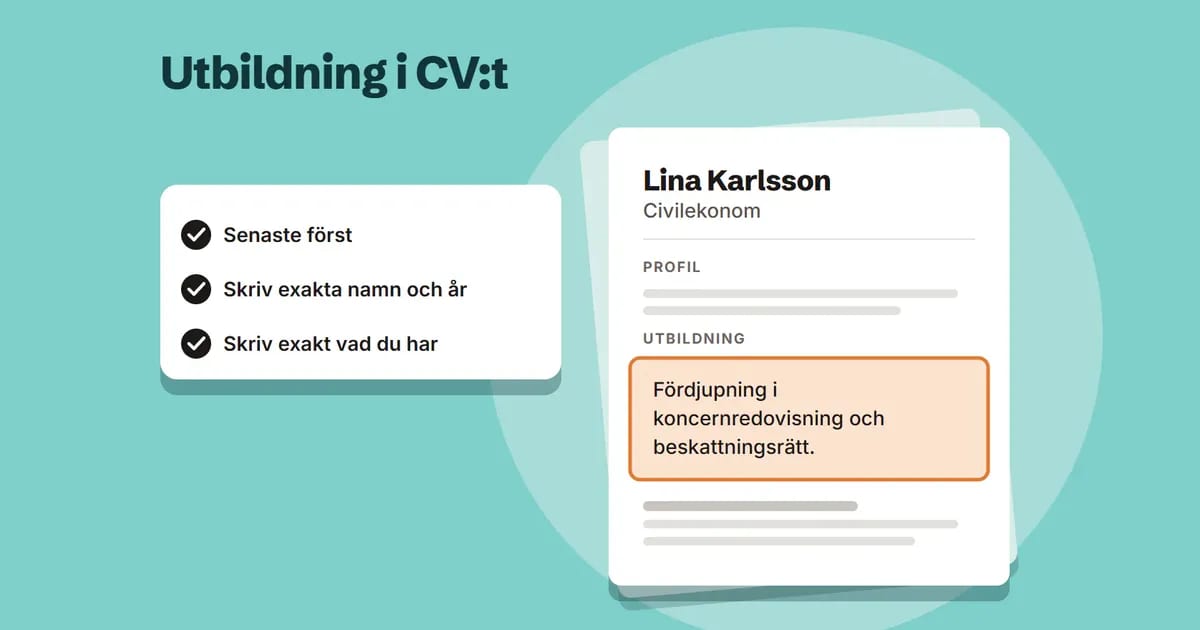 Utbildning i CV:t
Senaste först
Skriv exakta namn och år
Skriv exakt vad du har
Lina Karlsson
Civilekonom
PROFIL
UTBILDNING
Fördjupning i
koncernredovisning och
beskattningsrätt.